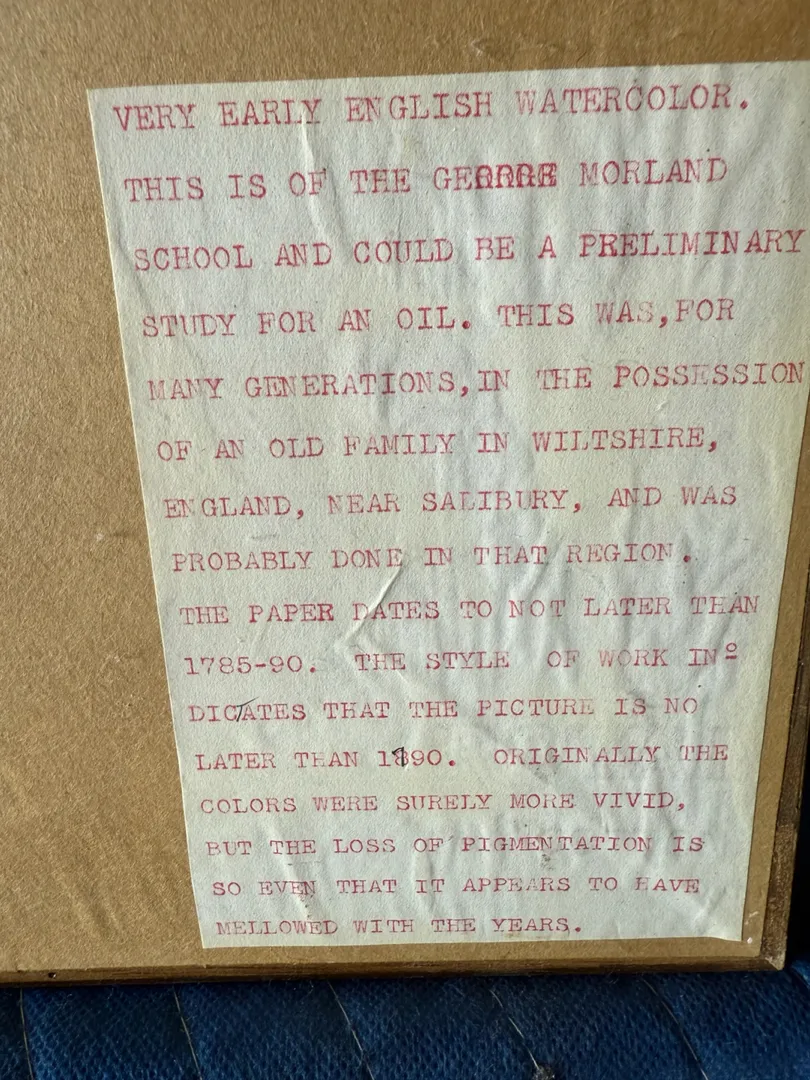 VERY EARLY ENGLISH WATERCOLOR.
THIS IS OF THE GEORGE MORLAND
SCHOOL AND COULD BE A PRELIMINARY
STUDY FOR AN OIL. THIS WAS,FOR
MANY GENERATIONS,IN THE POSSESSION
OF AN OLD FAMILY IN WILTSHIRE,
ENGLAND, NEAR SALIBURY, AND WAS
PROBABLY DONE IN THAT REGION.
THE PAPER DATES TO NOT LATER THAN
1785-90. THE STYLE OF WORK IN-
DICATES THAT THE PICTURE IS NO
LATER THAN 1790. ORIGINALLY THE
COLORS WERE SURELY MORE VIVID,
BUT THE LOSS OF PIGMENTATION IS
SO EVEN THAT IT APPEARS TO HAVE
MELLOWED WITH THE YEARS.